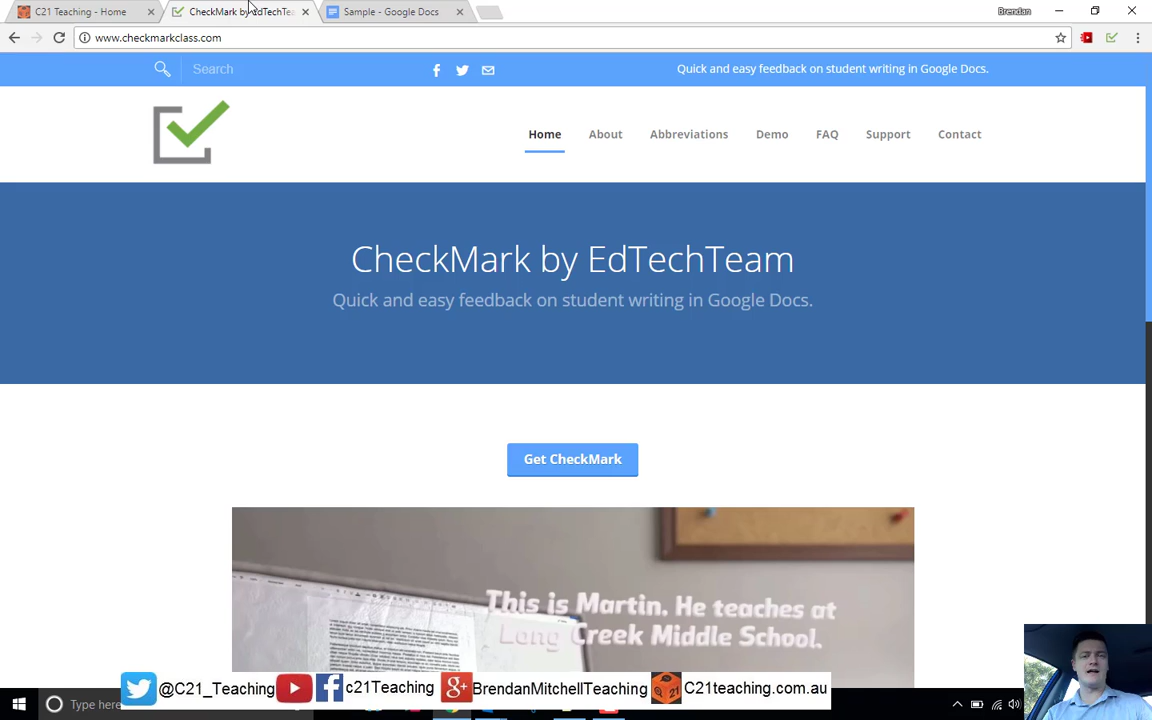 C21 Teaching - Home
CheckMark by EdTechTea
Sample - Google Docs
Brendan
www.checkmarkclass.com
Search
Quick and easy feedback on student writing in Google Docs.
Home
About
Abbreviations
Demo
FAQ
Support
Contact
CheckMark by EdTechTeam
Quick and easy feedback on student writing in Google Docs.
Get CheckMark
This is Martin. He teaches at
Long Creek Middle School.
@C21_Teaching
c21Teaching
BrendanMitchellTeaching
C21teaching.com.au
Type here